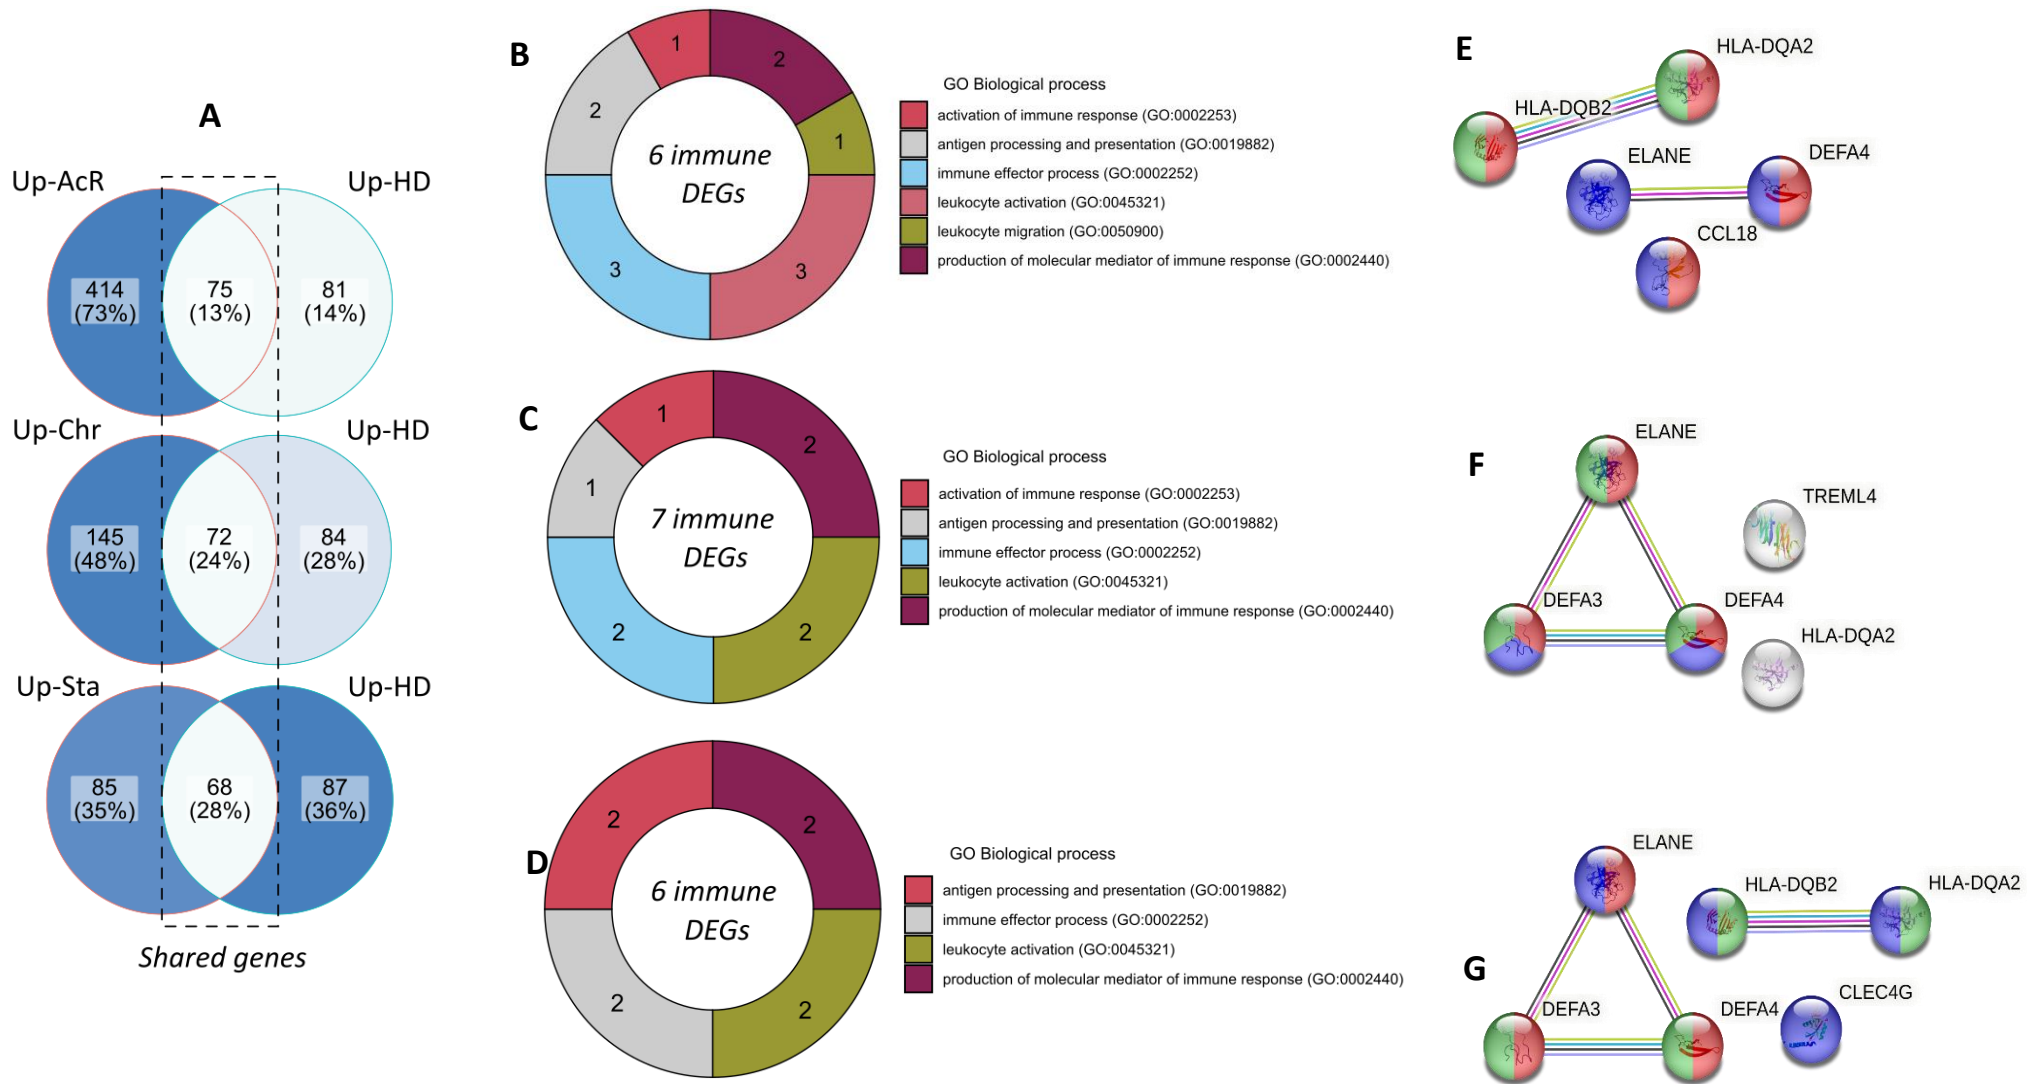 A
Up-AcR
Up-HD
414
(73%)
75
(13%)
81
(14%)
Up-Chr
Up-HD
145
(48%)
72
(24%)
84
(28%)
Up-Sta
Up-HD
85
(35%)
68
(28%)
87
(36%)
Shared genes
B
1
2
2
1
3
3
6 immune
DEGs
GO Biological process
activation of immune response (GO:0002253)
antigen processing and presentation (GO:0019882)
immune effector process (GO:0002252)
leukocyte activation (GO:0045321)
leukocyte migration (GO:0050900)
production of molecular mediator of immune response (GO:0002440)
C
1
2
1
2
2
7 immune
DEGs
GO Biological process
activation of immune response (GO:0002253)
antigen processing and presentation (GO:0019882)
immune effector process (GO:0002252)
leukocyte activation (GO:0045321)
production of molecular mediator of immune response (GO:0002440)
D
2
2
2
2
6 immune
DEGs
GO Biological process
antigen processing and presentation (GO:0019882)
immune effector process (GO:0002252)
leukocyte activation (GO:0045321)
production of molecular mediator of immune response (GO:0002440)
E
HLA-DQA2
HLA-DQB2
ELANE
DEFA4
CCL18
F
ELANE
TREML4
DEFA3
DEFA4
HLA-DQA2
G
ELANE
HLA-DQB2
HLA-DQA2
DEFA3
DEFA4
CLEC4G